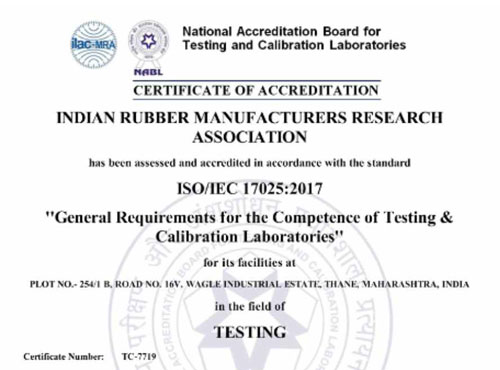 ilac-MRA
NABL
National Accreditation Board for
Testing and Calibration Laboratories
CERTIFICATE OF ACCREDITATION
INDIAN RUBBER MANUFACTURERS RESEARCH
ASSOCIATION
has been assessed and accredited in accordance with the standard
ISO/IEC 17025:2017
"General Requirements for the Competence of Testing &
Calibration Laboratories"
for its facilities at
PLOT NO.- 254/1 B, ROAD NO. 16V, WAGLE INDUSTRIAL ESTATE, THANE, MAHARASHTRA, INDIA
in the field of
TESTING
Certificate Number: TC-7719